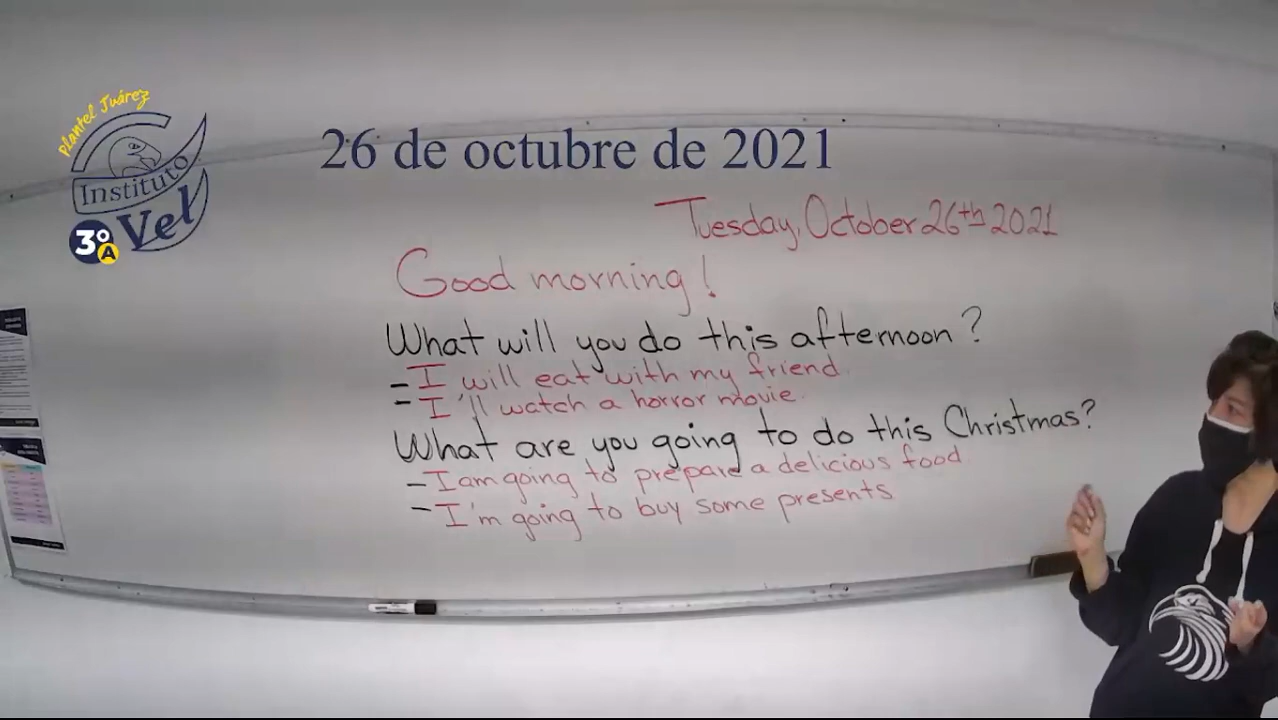 Plantel Juárez
Instituto
Vel
3º
A
26 de octubre de 2021
Tuesday, October 26th 2021
Good morning!
What will you do this afternoon?
- I will eat with my friend.
- I'll watch a horror movie.
What are you going to do this Christmas?
- I am going to prepare a delicious food
- I'm going to buy some presents.